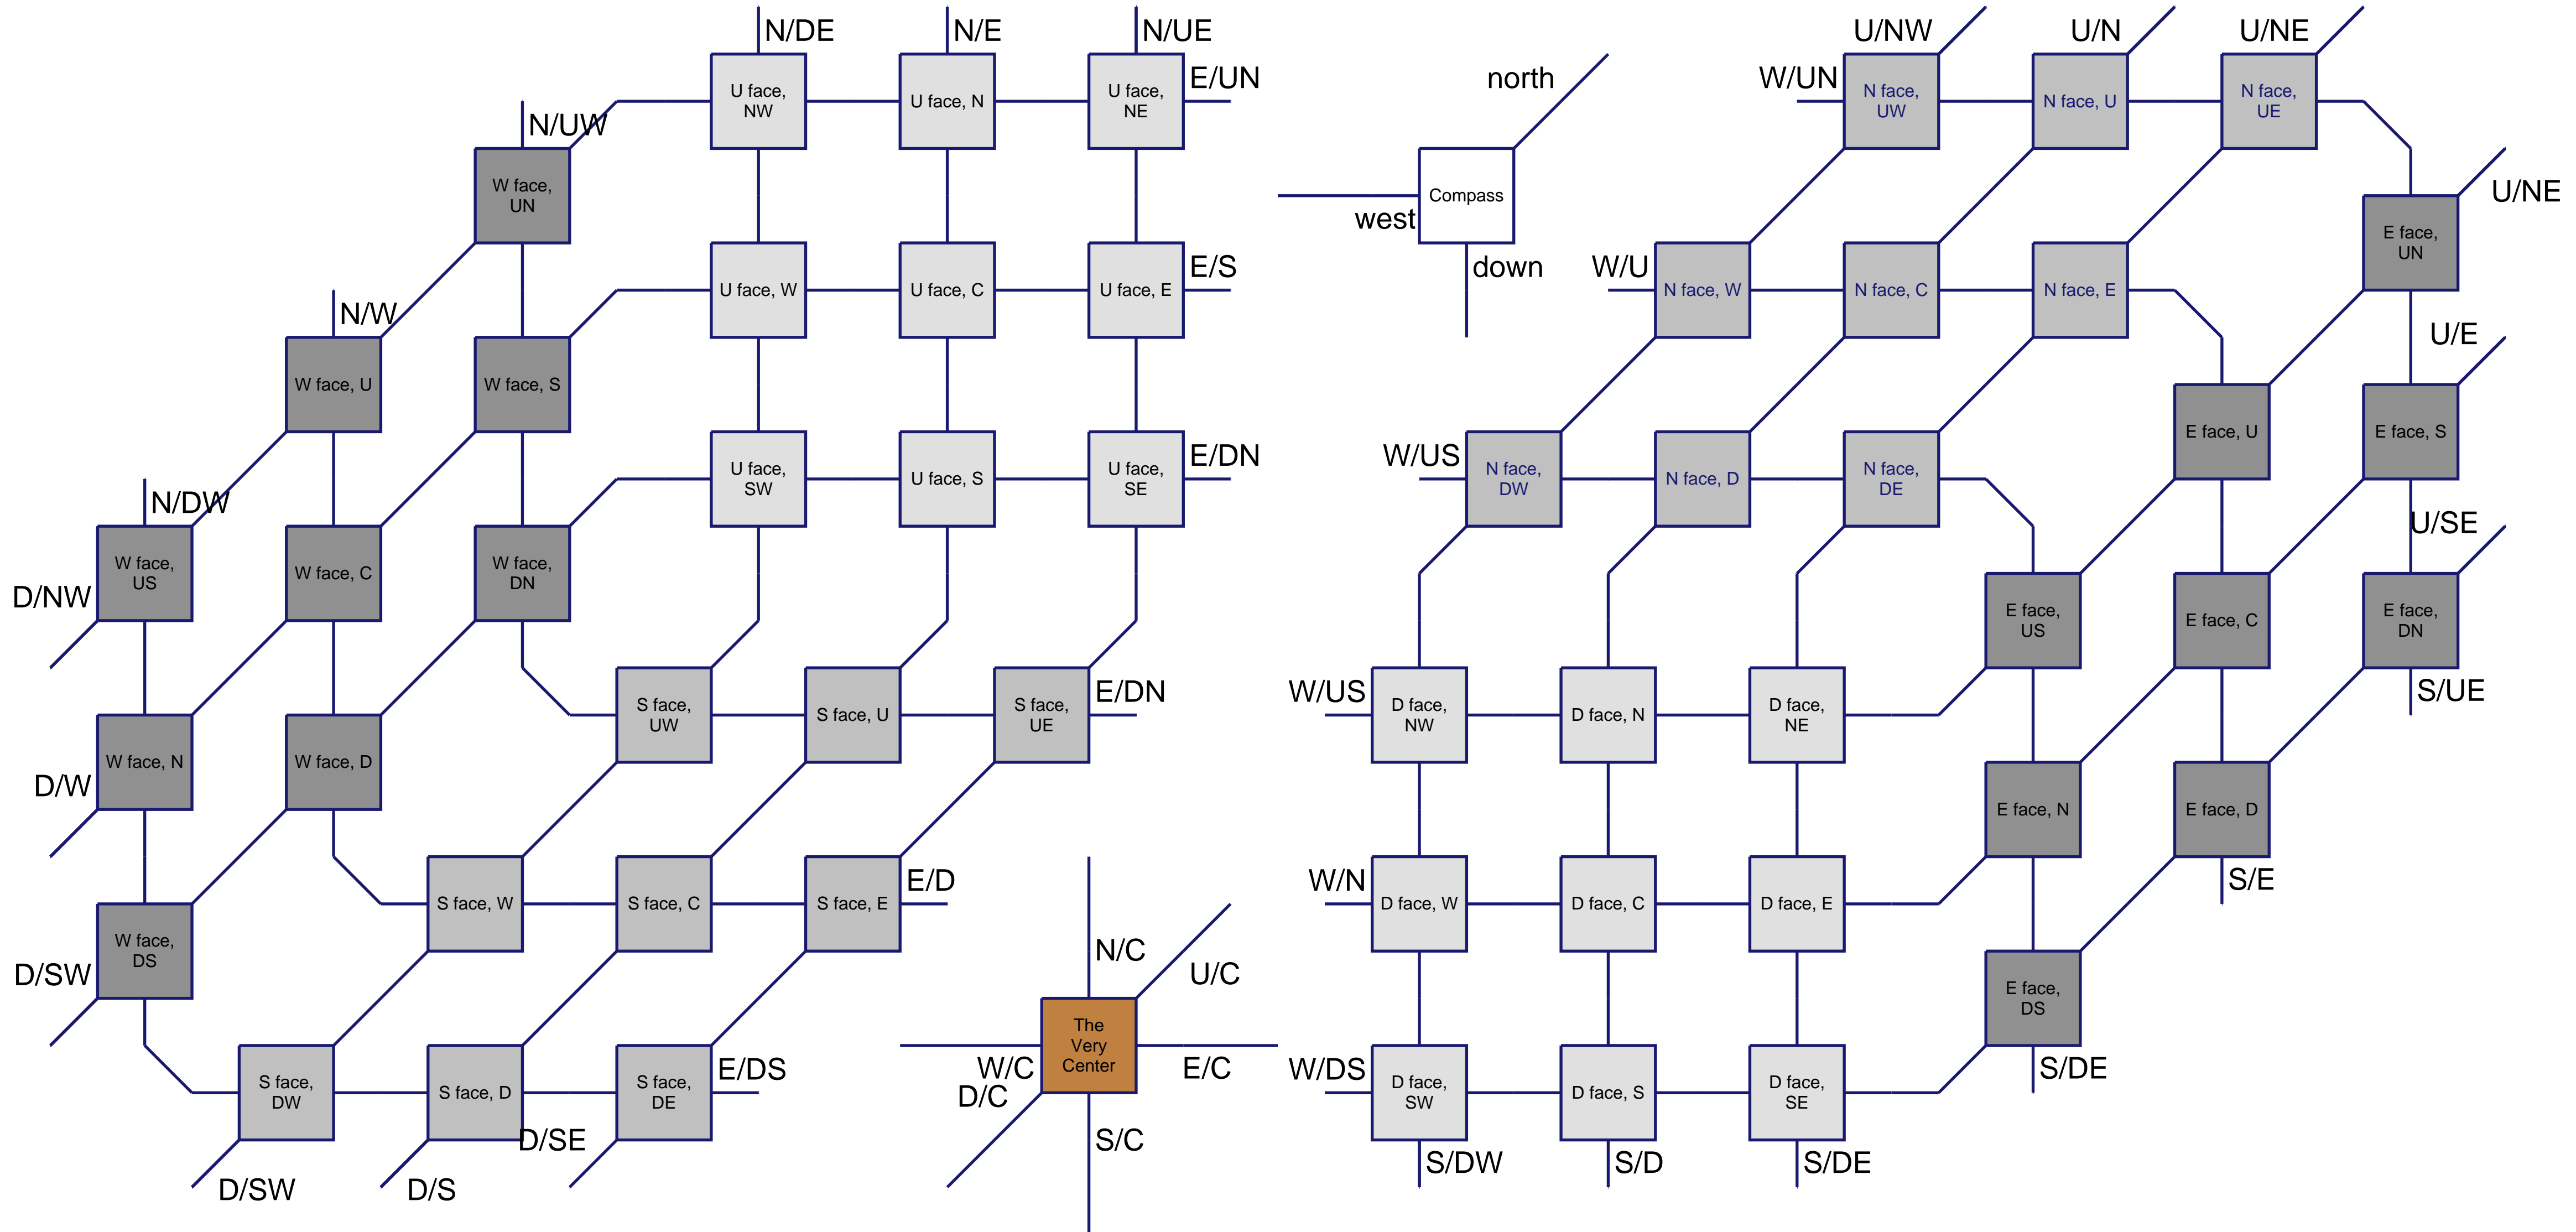 N/DE
N/E
N/UE
U/NW
U/N
U/NE
U face,
NW
U face, N
U face,
NE
E/UN
north
W/UN
N face,
UW
N face, U
N face,
UE
N/UW
W face,
UN
Compass
west
down
U/NE
E face,
UN
N/W
U face, W
U face, C
U face, E
E/S
W/U
N face, W
N face, C
N face, E
W face, U
W face, S
U/E
E face, U
E face, S
N/DW
U face,
SW
U face, S
U face,
SE
E/DN
W/US
N face,
DW
N face, D
N face,
DE
U/SE
W face,
US
W face, C
W face,
DN
D/NW
E face,
US
E face, C
E face,
DN
S/UE
S face,
UW
S face, U
S face,
UE
E/DN
W/US
D face,
NW
D face, N
D face,
NE
W face, N
W face, D
D/W
E face, N
E face, D
S/E
S face, W
S face, C
S face, E
E/D
W/N
D face, W
D face, C
D face, E
W face,
DS
D/SW
N/C
U/C
The
Very
Center
W/C
D/C
E/C
S/C
E face,
DS
S/DE
S face,
DW
S face, D
S face,
DE
E/DS
W/DS
D face,
SW
D face, S
D face,
SE
D/SE
D/SW
D/S
S/DW
S/D
S/DE